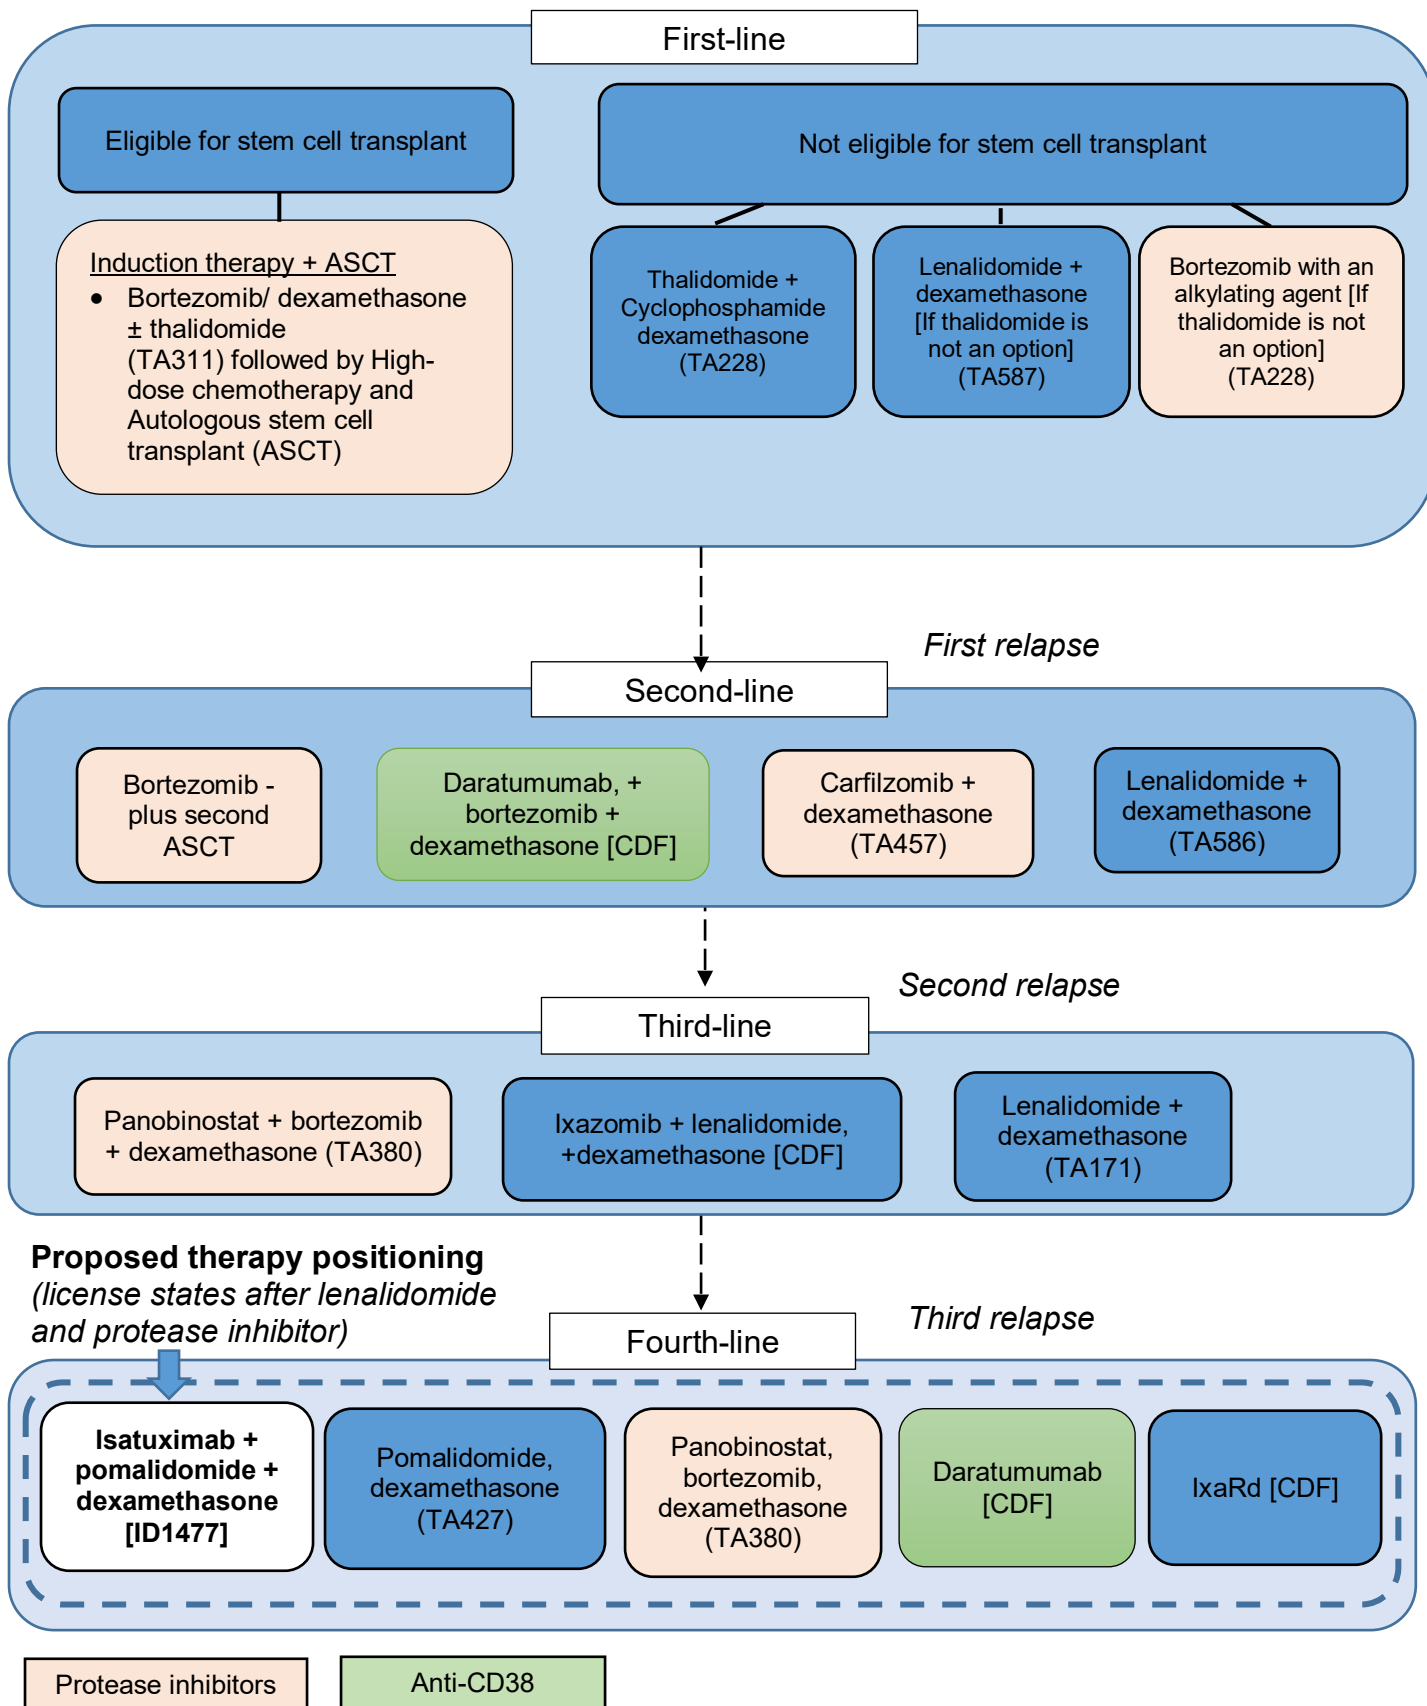 First-line
Eligible for stem cell transplant
Not eligible for stem cell transplant
Induction therapy + ASCT
• Bortezomib/ dexamethasone
± thalidomide
(TA311) followed by High-
dose chemotherapy and
Autologous stem cell
transplant (ASCT)
Thalidomide +
Cyclophosphamide
dexamethasone
(TA228)
Lenalidomide +
dexamethasone
[If thalidomide is
not an option]
(TA587)
Bortezomib with an
alkylating agent [If
thalidomide is not
an option]
(TA228)
First relapse
Second-line
Bortezomib -
plus second
ASCT
Daratumumab, +
bortezomib +
dexamethasone [CDF]
Carfilzomib +
dexamethasone
(TA457)
Lenalidomide +
dexamethasone
(TA586)
Second relapse
Third-line
Panobinostat + bortezomib
+ dexamethasone (TA380)
Ixazomib + lenalidomide,
+dexamethasone [CDF]
Lenalidomide +
dexamethasone
(TA171)
Proposed therapy positioning
(license states after lenalidomide
and protease inhibitor)
Third relapse
Fourth-line
Isatuximab +
pomalidomide +
dexamethasone
[ID1477]
Pomalidomide,
dexamethasone
(TA427)
Panobinostat,
bortezomib,
dexamethasone
(TA380)
Daratumumab
[CDF]
IxaRd [CDF]
Protease inhibitors
Anti-CD38